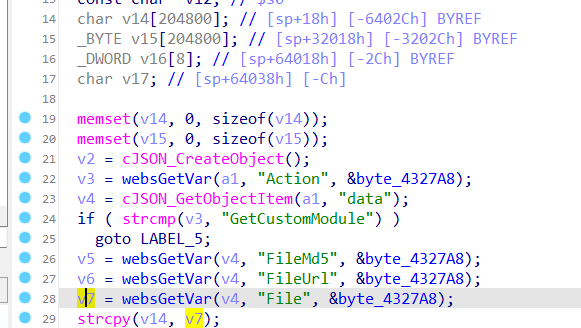 const char *v12; // $s0
14 char v14[204800]; // [sp+18h] [-6402Ch] BYREF
15 _BYTE v15[204800]; // [sp+32018h] [-3202Ch] BYREF
16 _DWORD v16[8]; // [sp+64018h] [-2Ch] BYREF
17 char v17; // [sp+64038h] [-Ch]
18
19 memset(v14, 0, sizeof(v14));
20 memset(v15, 0, sizeof(v15));
21 v2 = cJSON_CreateObject();
22 v3 = websGetVar(a1, "Action", &byte_4327A8);
23 v4 = cJSON_GetObjectItem(a1, "data");
24 if ( strcmp(v3, "GetCustomModule") )
25 goto LABEL_5;
26 v5 = websGetVar(v4, "FileMd5", &byte_4327A8);
27 v6 = websGetVar(v4, "FileUrl", &byte_4327A8);
28 v7 = websGetVar(v4, "File", &byte_4327A8);
29 strcpy(v14, v7);